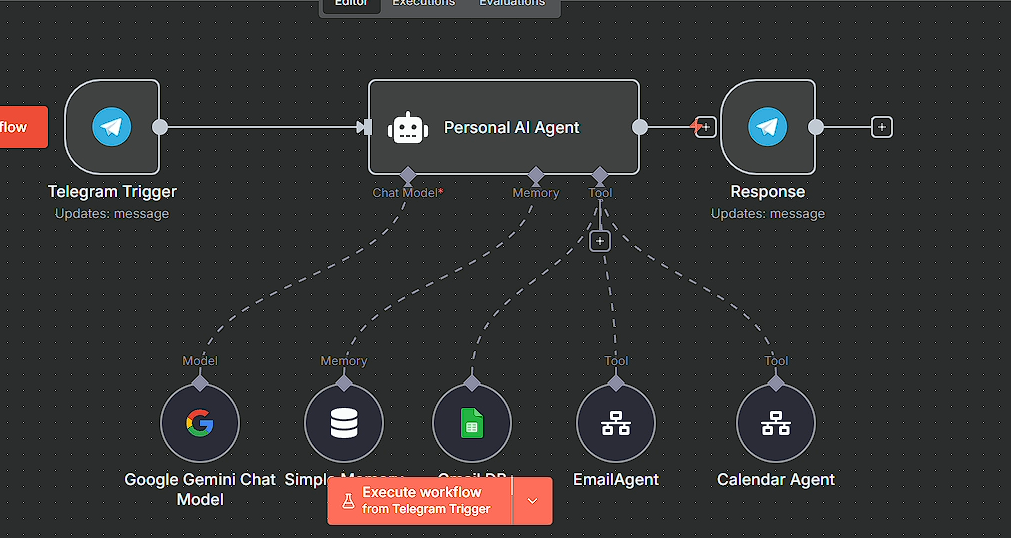 Editor Executions Evaluations
flow
Personal AI Agent
Telegram Trigger
Updates: message
Chat Model*
Memory
Tool
Response
Updates: message
Model
Memory
Tool
Tool
Google Gemini Chat
Model
Simple Memory
Gmail DB
EmailAgent
Calendar Agent
Execute workflow
from Telegram Trigger